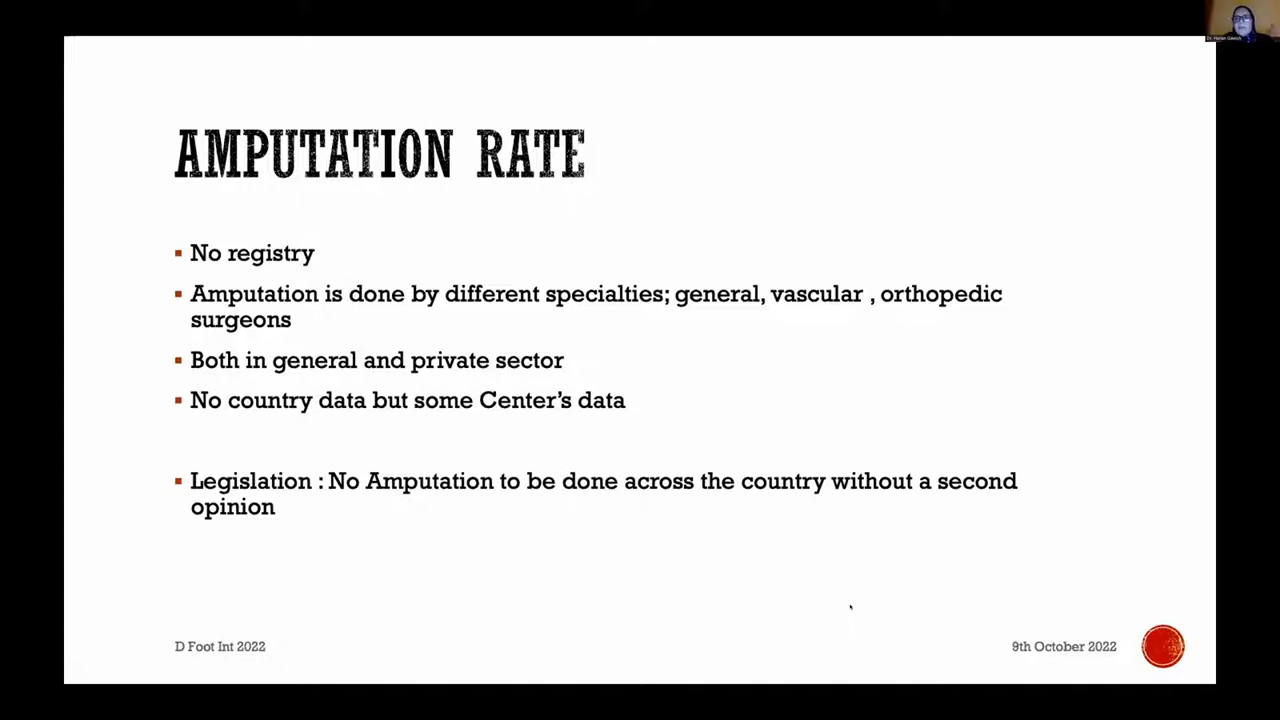 AMPUTATION RATE
▪ No registry
▪ Amputation is done by different specialties; general, vascular , orthopedic
surgeons
▪ Both in general and private sector
▪ No country data but some Center’s data
▪ Legislation : No Amputation to be done across the country without a second
opinion
D Foot Int 2022
9th October 2022